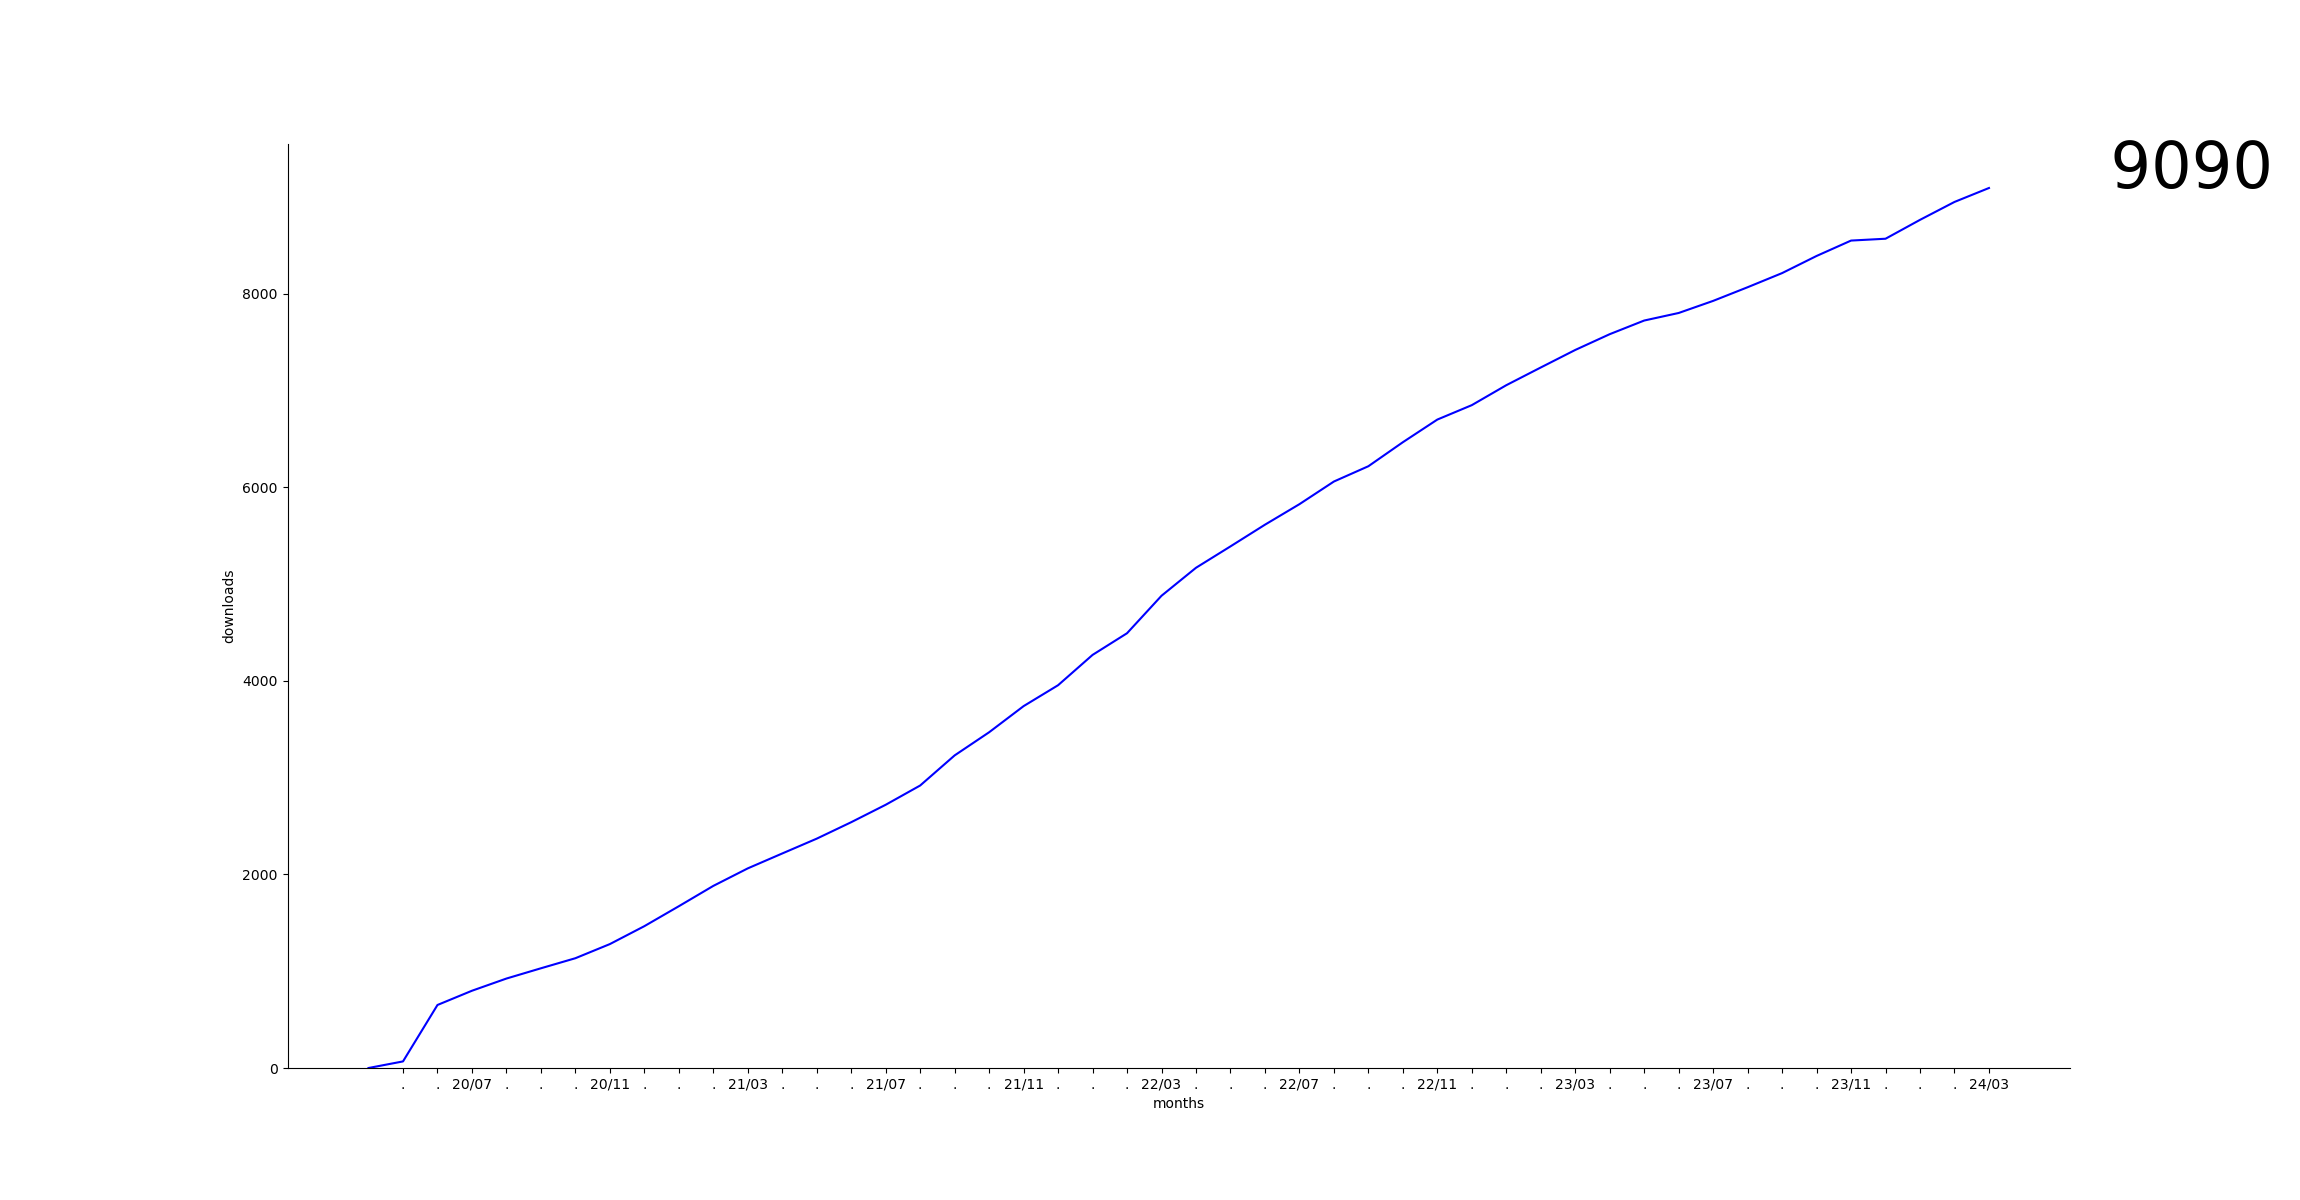 9090
8000
6000
4000
2000
0
downloads
. . 20/07 . . . 20/11 . . . 21/03 . . . 21/07 . . . 21/11 . . . 22/03 . . . 22/07 . . . 22/11 . . . 23/03 . . . 23/07 . . . 23/11 . . . 24/03
months